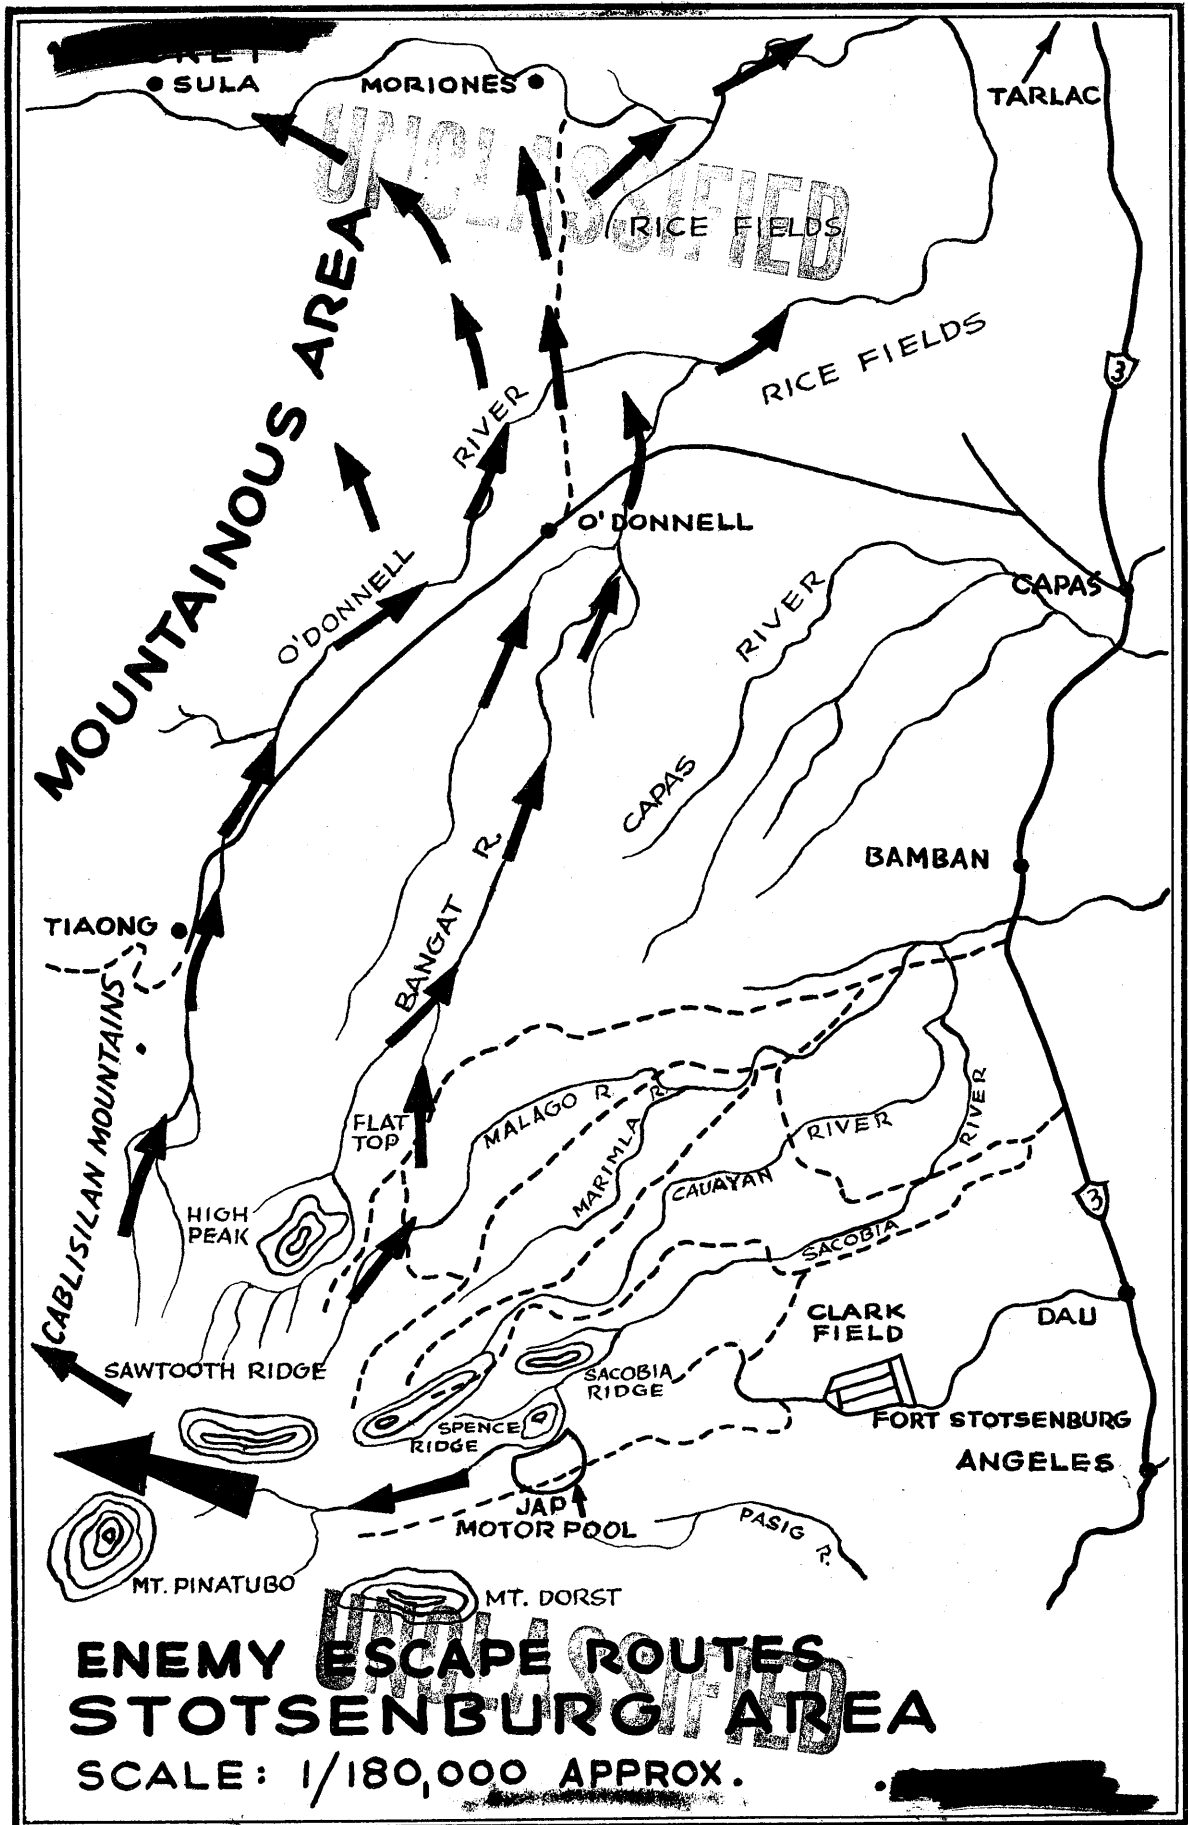 SULA
MORIONES
TARLAC
UNCLASSIFIED
RICE FIELDS
RICE FIELDS
MOUNTAINOUS AREA
3
O'DONNELL RIVER
O'DONNELL
CAPAS
CAPAS RIVER
BAMBAN
TIAONG
BANGAT R.
CABLISILAN MOUNTAINS
FLAT
TOP
MALAGO R.
MARIMLA R.
RIVER
RIVER
CAUAYAN
HIGH
PEAK
3
SACOBIA
CLARK
FIELD
DAU
SAWTOOTH RIDGE
SACOBIA
RIDGE
FORT STOTSENBURG
SPENCE
RIDGE
ANGELES
JAP
MOTOR POOL
PASIG R.
MT. PINATUBO
MT. DORST
UNCLASSIFIED
ENEMY ESCAPE ROUTES
STOTSENBURG AREA
SCALE: 1/180,000 APPROX.